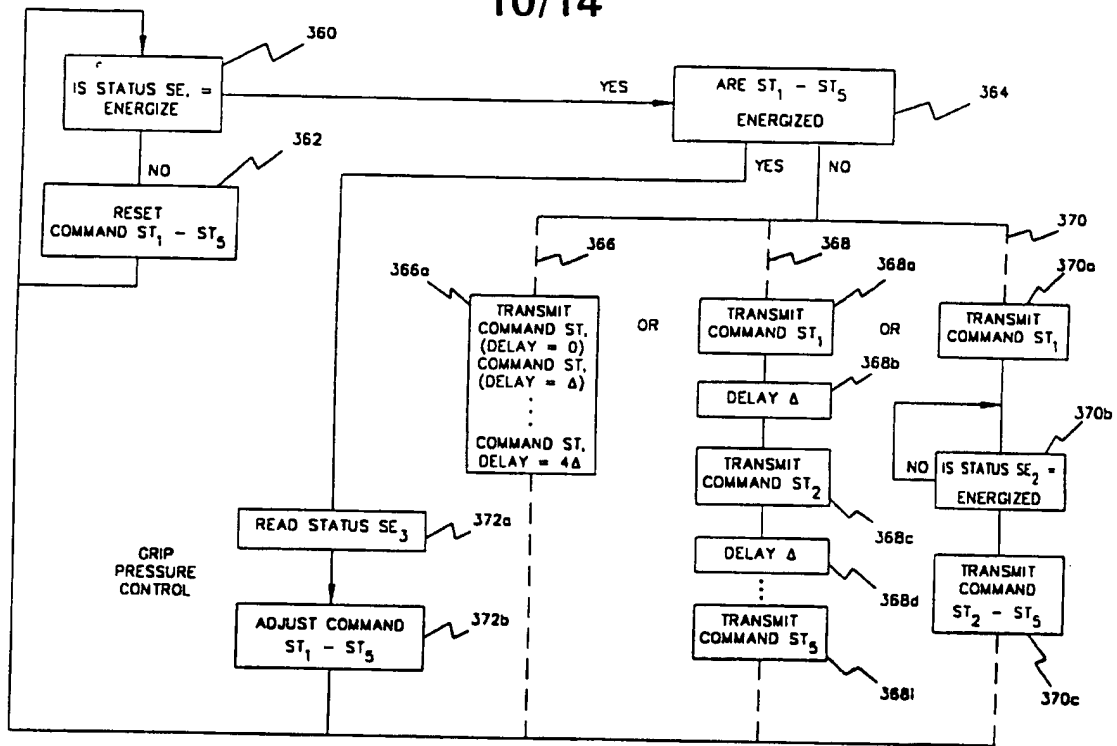 10/14
360
IS STATUS SE. =
ENERGIZE
YES
ARE ST₁ - ST₅
ENERGIZED
364
NO
362
RESET
COMMAND ST₁ - ST₅
YES
NO
366
368
370
366a
TRANSMIT
COMMAND ST.
(DELAY = 0)
COMMAND ST.
(DELAY = Δ)
COMMAND ST.
DELAY = 4Δ
OR
368a
TRANSMIT
COMMAND ST₁
OR
370a
TRANSMIT
COMMAND ST₁
368b
DELAY Δ
370b
NO
IS STATUS SE₂ =
ENERGIZED
TRANSMIT
COMMAND ST₂
368c
READ STATUS SE₃
372a
DELAY Δ
368d
TRANSMIT
COMMAND
ST₂ - ST₅
370c
GRIP
PRESSURE
CONTROL
ADJUST COMMAND
ST₁ - ST₅
372b
TRANSMIT
COMMAND ST₅
368i